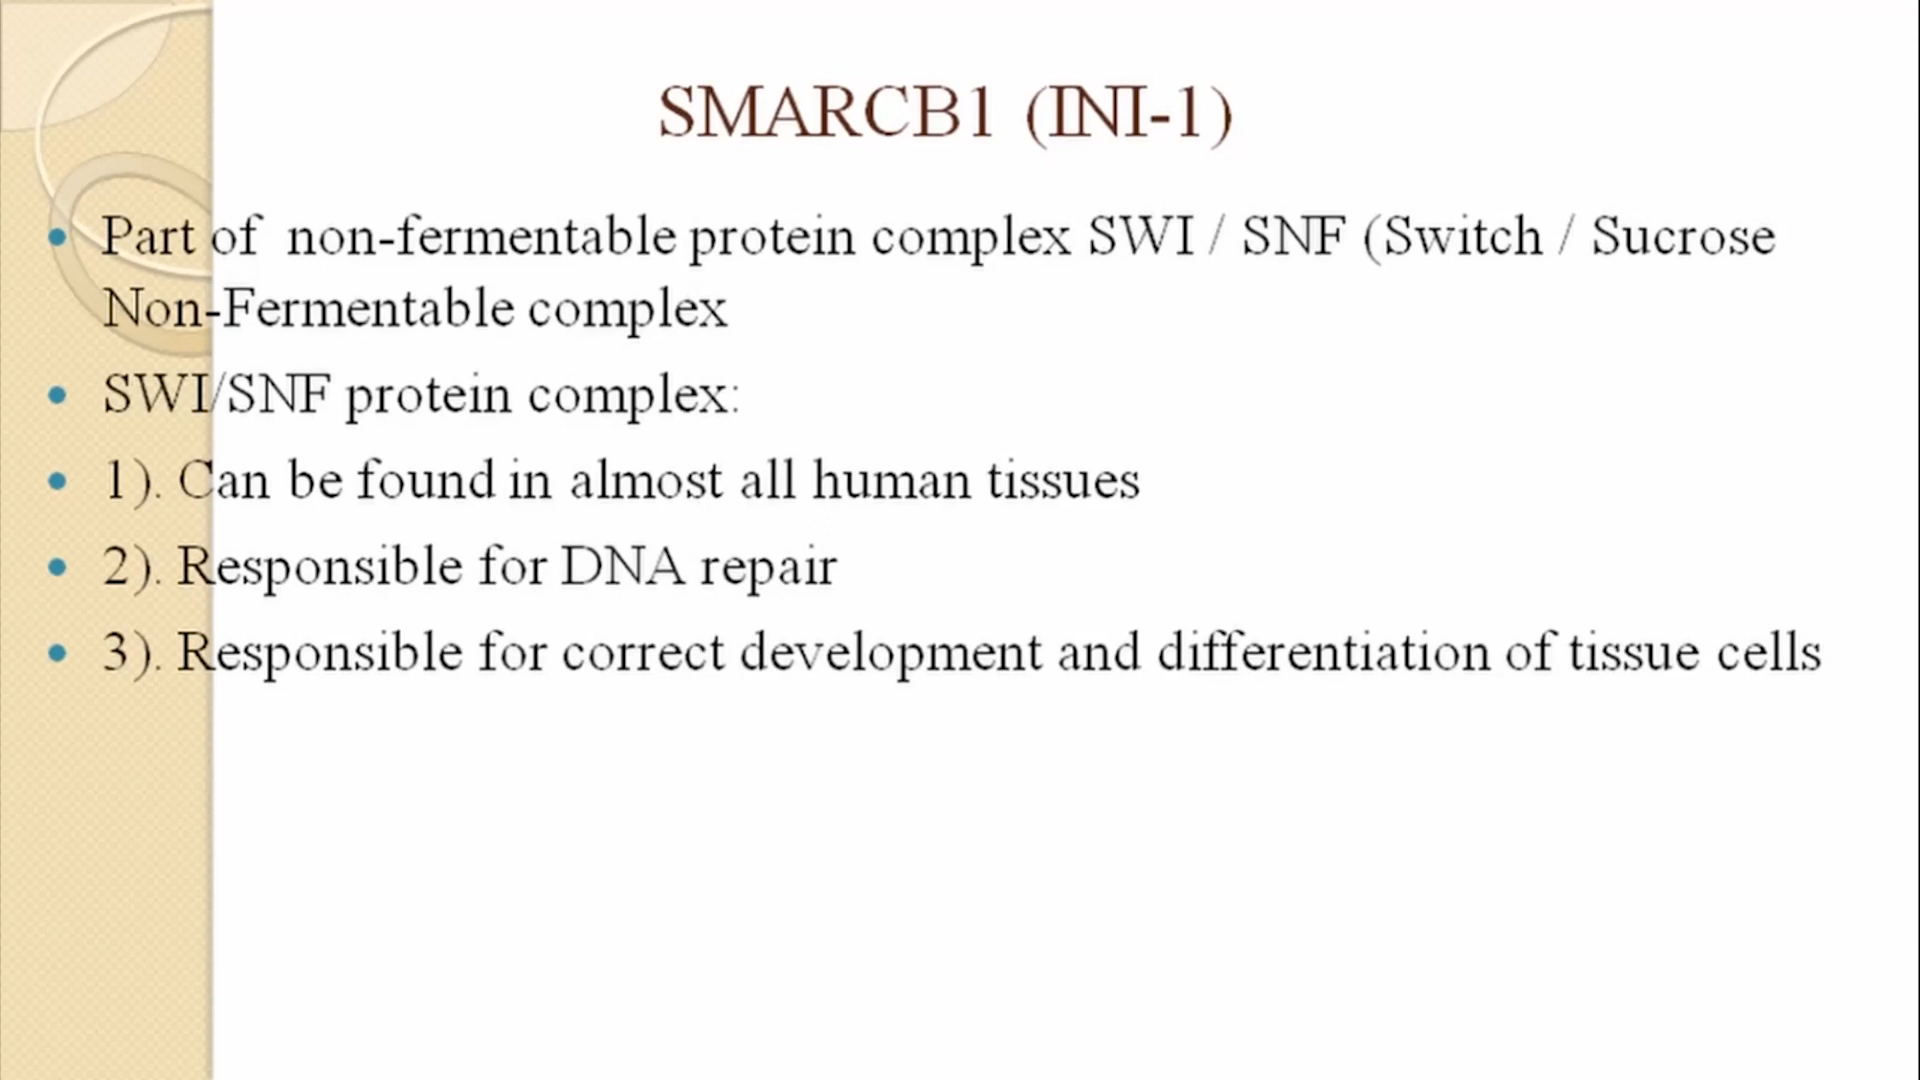 SMARCB1 (INI-1)
• Part of non-fermentable protein complex SWI / SNF (Switch / Sucrose
Non-Fermentable complex
• SWI/SNF protein complex:
• 1). Can be found in almost all human tissues
• 2). Responsible for DNA repair
• 3). Responsible for correct development and differentiation of tissue cells